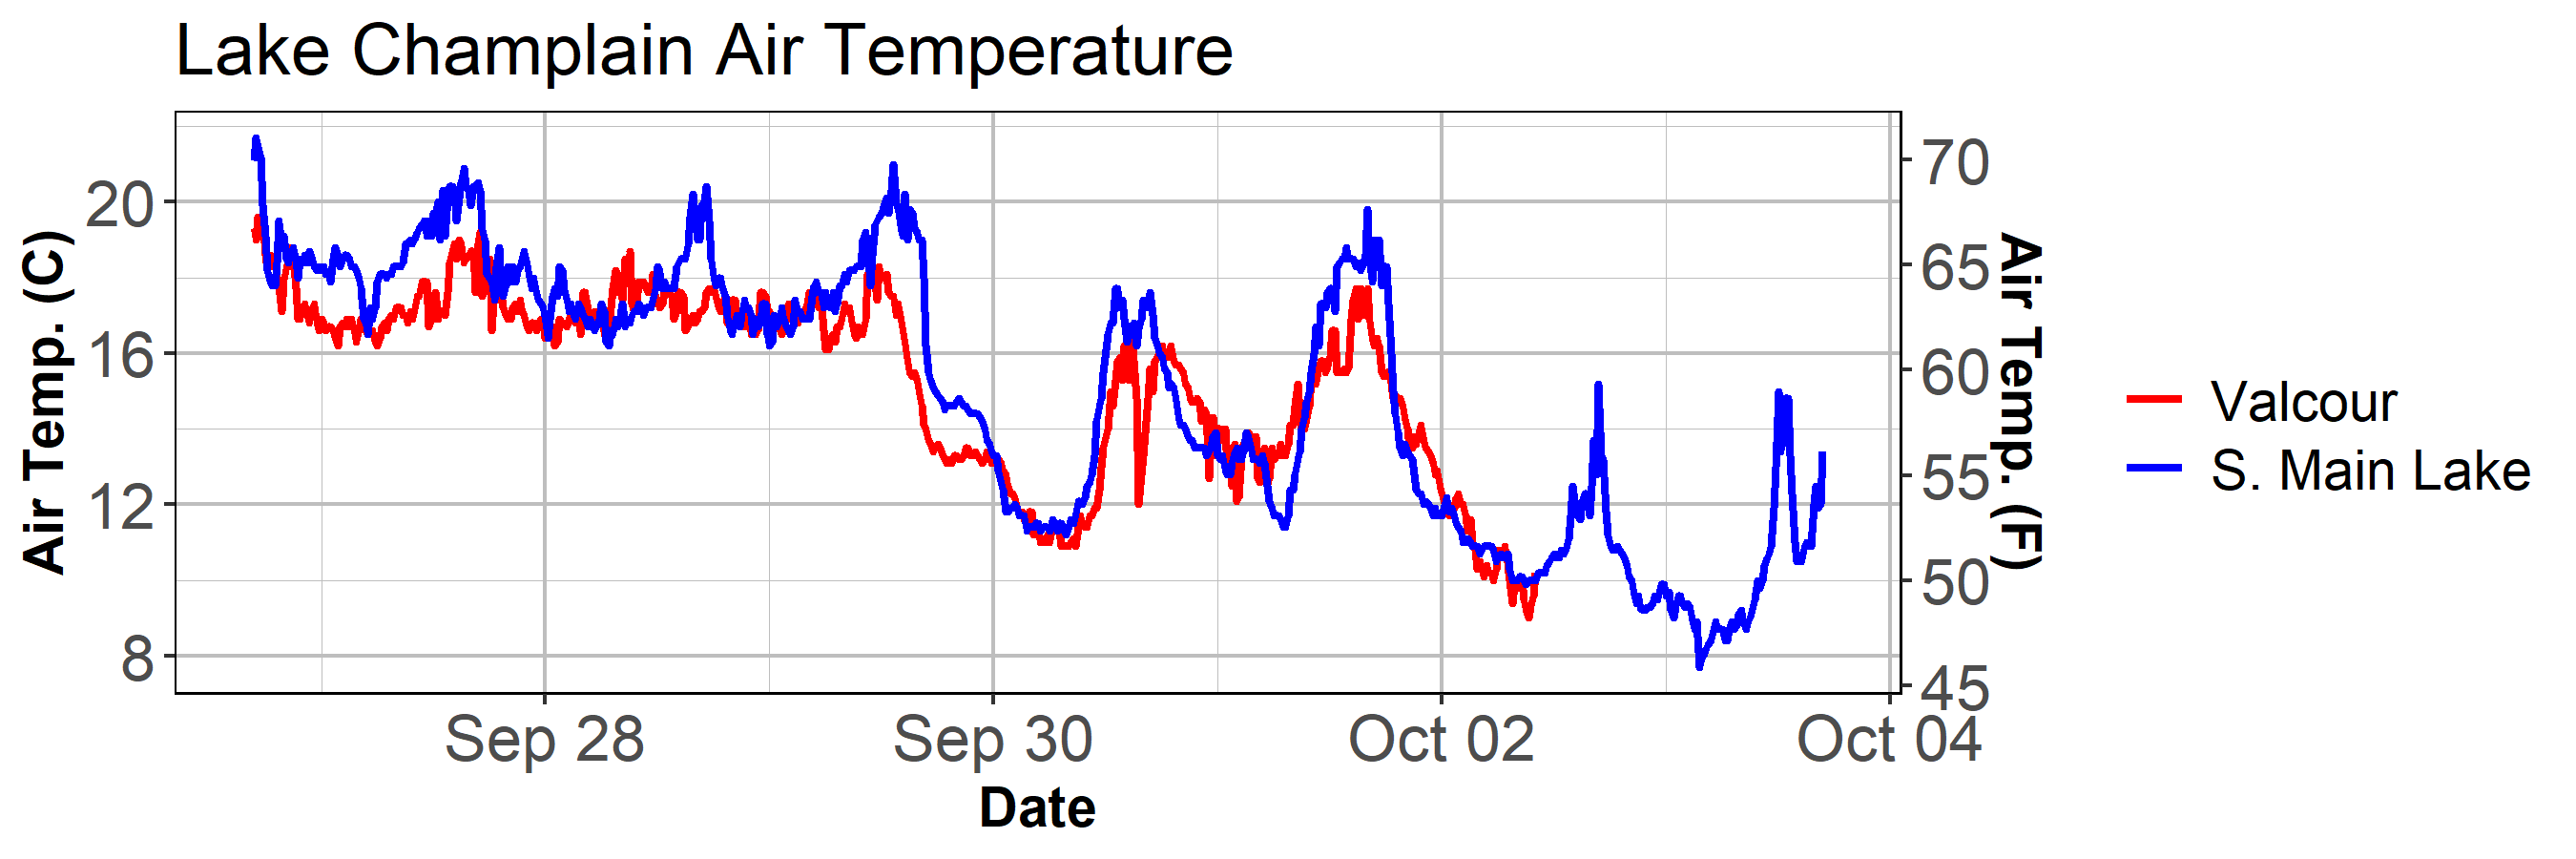 Lake Champlain Air Temperature
Air Temp. (C)
20
16
12
8
70
65
60
55
50
45
Air Temp. (F)
Sep 28
Sep 30
Oct 02
Oct 04
Date
Valcour
S. Main Lake